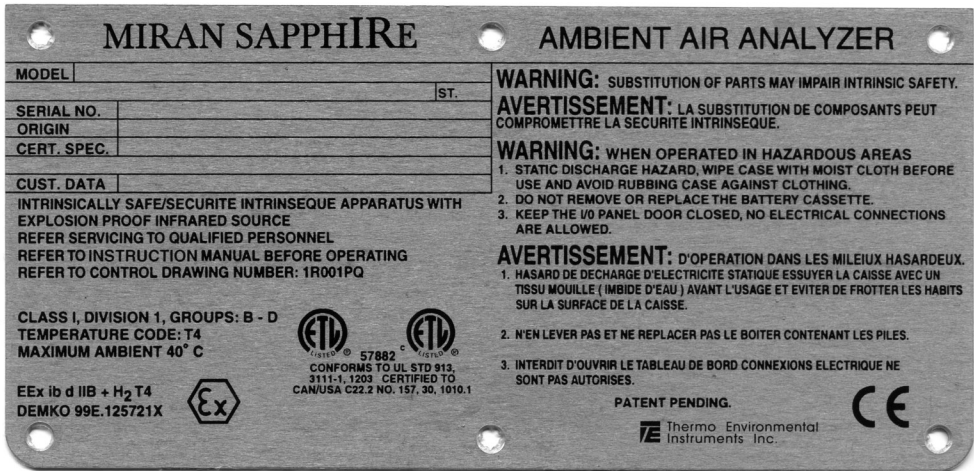 MIRAN SAPPHIRE
MODEL
ST.
SERIAL NO.
ORIGIN
CERT. SPEC.
CUST. DATA
INTRINSICALLY SAFE/SECURITE INTRINSEQUE APPARATUS WITH
EXPLOSION PROOF INFRARED SOURCE
REFER SERVICING TO QUALIFIED PERSONNEL
REFER TO INSTRUCTION MANUAL BEFORE OPERATING
REFER TO CONTROL DRAWING NUMBER: 1R001PQ
CLASS I, DIVISION 1, GROUPS: B - D
TEMPERATURE CODE: T4
MAXIMUM AMBIENT 40° C
EEx ib d IIB + H2 T4
DEMKO 99E.125721X
Ex
ETL
LISTED ®
c
ETL
LISTED ®
57882
CONFORMS TO UL STD 913,
3111-1, 1203 CERTIFIED TO
CAN/USA C22.2 NO. 157, 30, 1010.1
AMBIENT AIR ANALYZER
WARNING: SUBSTITUTION OF PARTS MAY IMPAIR INTRINSIC SAFETY.
AVERTISSEMENT: LA SUBSTITUTION DE COMPOSANTS PEUT
COMPROMETTRE LA SECURITE INTRINSEQUE.
WARNING: WHEN OPERATED IN HAZARDOUS AREAS
1. STATIC DISCHARGE HAZARD, WIPE CASE WITH MOIST CLOTH BEFORE
USE AND AVOID RUBBING CASE AGAINST CLOTHING.
2. DO NOT REMOVE OR REPLACE THE BATTERY CASSETTE.
3. KEEP THE I/0 PANEL DOOR CLOSED, NO ELECTRICAL CONNECTIONS
ARE ALLOWED.
AVERTISSEMENT: D'OPERATION DANS LES MILEIUX HASARDEUX.
1. HASARD DE DECHARGE D'ELECTRICITE STATIQUE ESSUYER LA CAISSE AVEC UN
TISSU MOUILLE ( IMBIDE D'EAU ) AVANT L'USAGE ET EVITER DE FROTTER LES HABITS
SUR LA SURFACE DE LA CAISSE.
2. N'EN LEVER PAS ET NE REPLACER PAS LE BOITER CONTENANT LES PILES.
3. INTERDIT D'OUVRIR LE TABLEAU DE BORD CONNEXIONS ELECTRIQUE NE
SONT PAS AUTGRISES.
PATENT PENDING.
CE
TE Thermo Environmental
Instruments Inc.